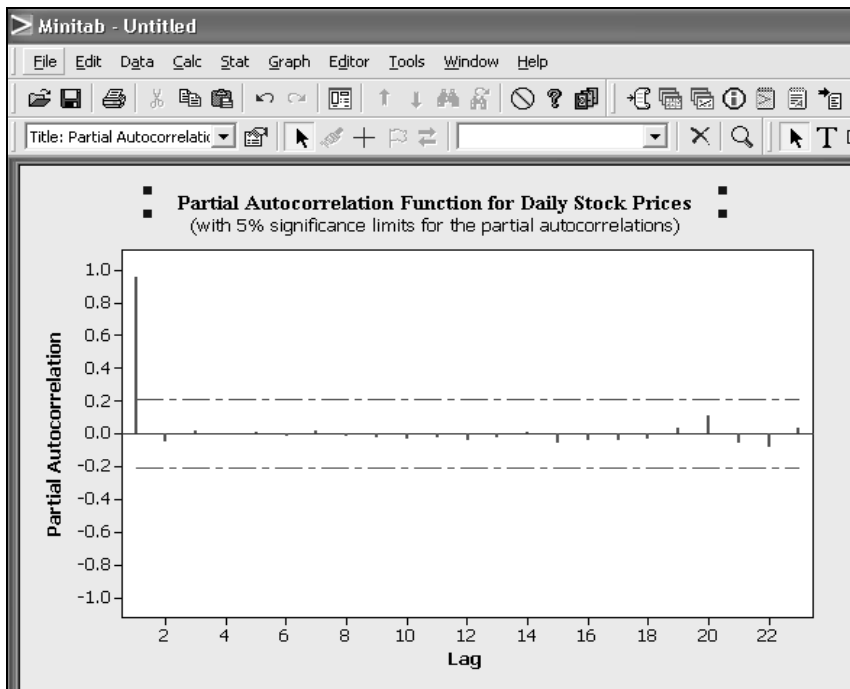 Minitab - Untitled
File Edit Data Calc Stat Graph Editor Tools Window Help
Title: Partial Autocorrelatic
T
Partial Autocorrelation Function for Daily Stock Prices
(with 5% significance limits for the partial autocorrelations)
1.0
0.8
0.6
0.4
0.2
0.0
-0.2
-0.4
-0.6
-0.8
-1.0
Partial Autocorrelation
2 4 6 8 10 12 14 16 18 20 22
Lag